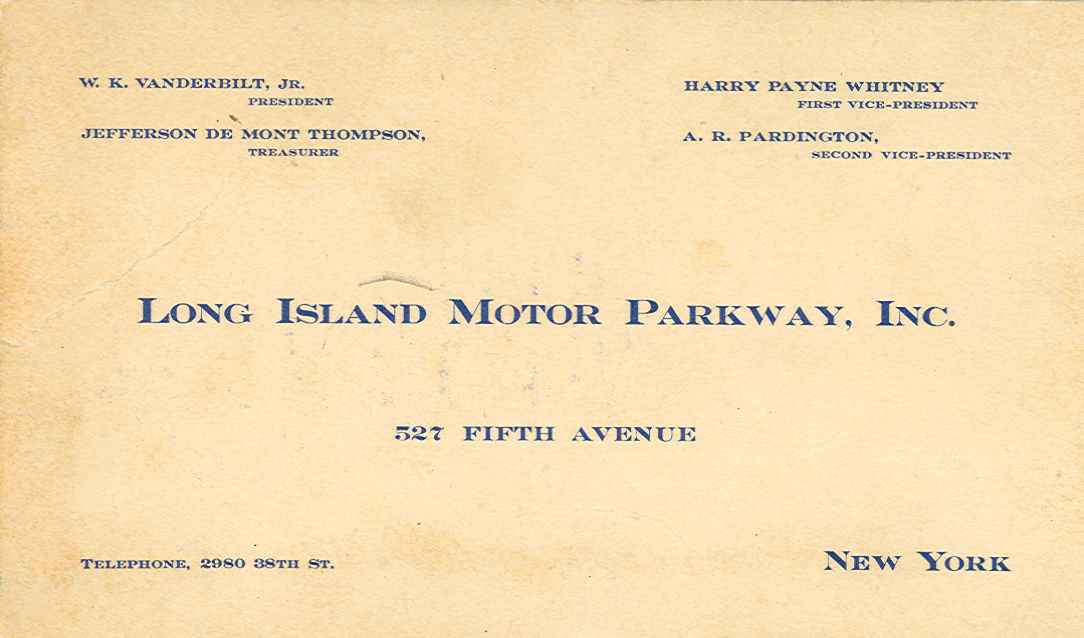 W. K. VANDERBILT, JR.
PRESIDENT
JEFFERSON DE MONT THOMPSON,
TREASURER
HARRY PAYNE WHITNEY
FIRST VICE-PRESIDENT
A. R. PARDINGTON,
SECOND VICE-PRESIDENT
LONG ISLAND MOTOR PARKWAY, INC.
527 FIFTH AVENUE
TELEPHONE, 2980 38TH ST.
NEW YORK